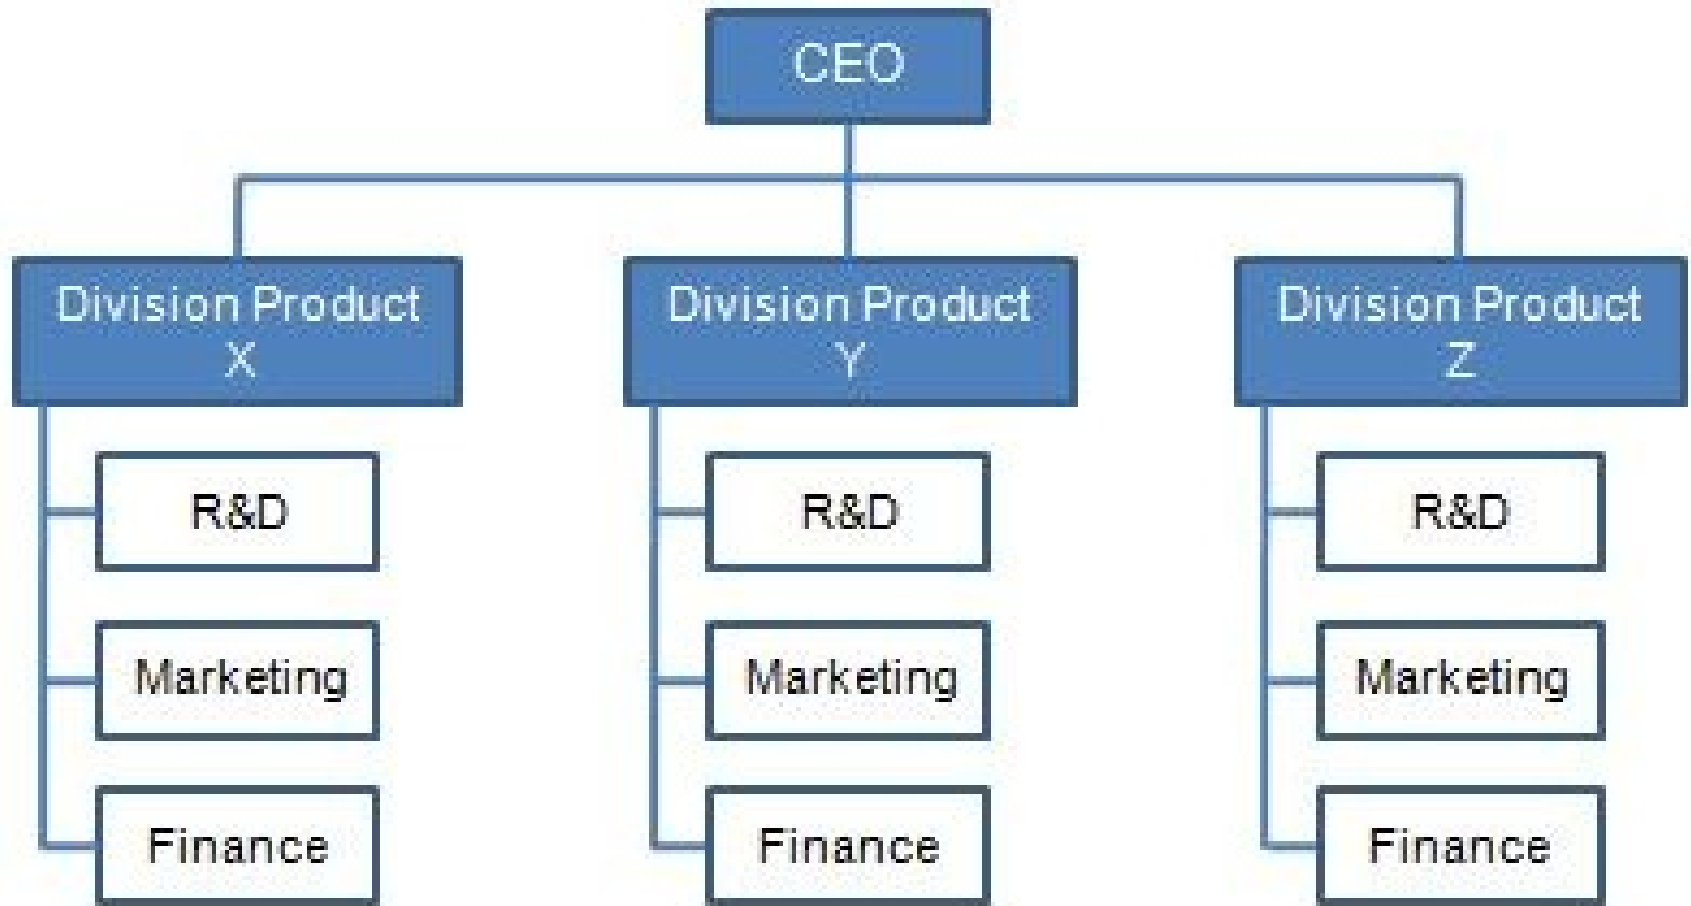 CEO
Division Product
X
Division Product
Y
Division Product
Z
R&D
R&D
R&D
Marketing
Marketing
Marketing
Finance
Finance
Finance